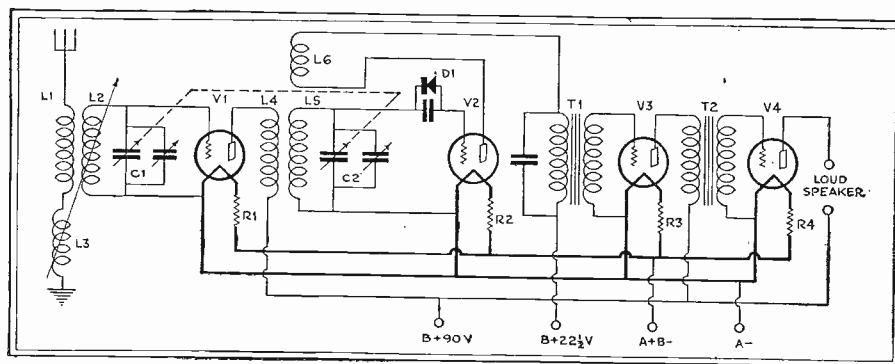 L6
D1
L1
L2
V1
L4
L5
V2
T1
V3
T2
V4
C1
C2
LOUD
SPEAKER
R1
R2
R3
R4
L3
B+90V
B+22½V
A+B-
A-